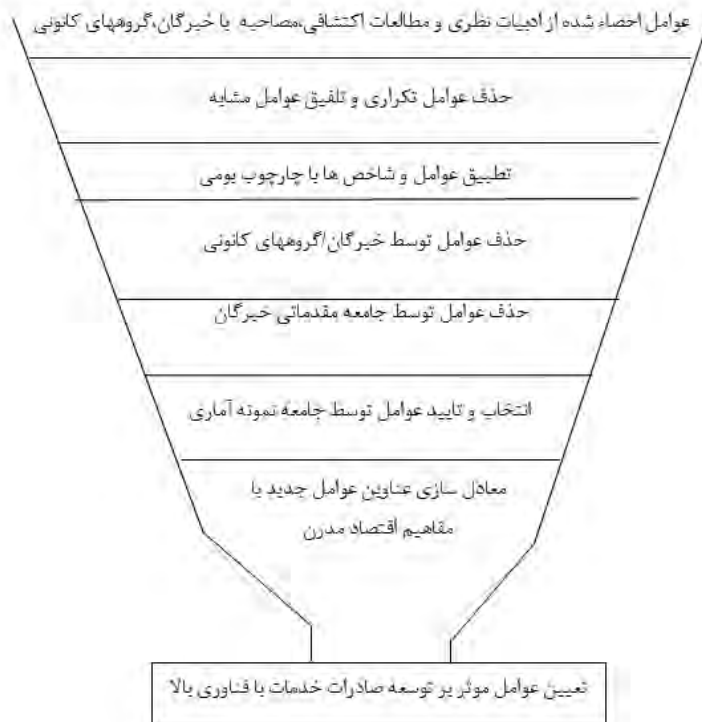 عوامل احصاء شده از ادبیات نظری و مطالعات اکتشافی،مصاحبه با خبرگان،گروههای کانونی
حذف عوامل تکراری و تلفیق عوامل مشابه
تطبیق عوامل و شاخص ها با چارچوب بومی
حذف عوامل توسط خبرگان/گروههای کانونی
حذف عوامل توسط جامعه مقدماتی خبرگان
انتخاب و تایید عوامل توسط جامعه نمونه آماری
معادل سازی عناوین عوامل جدید با
مفاهیم اقتصاد مدرن
تعیین عوامل موثر بر توسعه صادرات خدمات با فناوری بالا